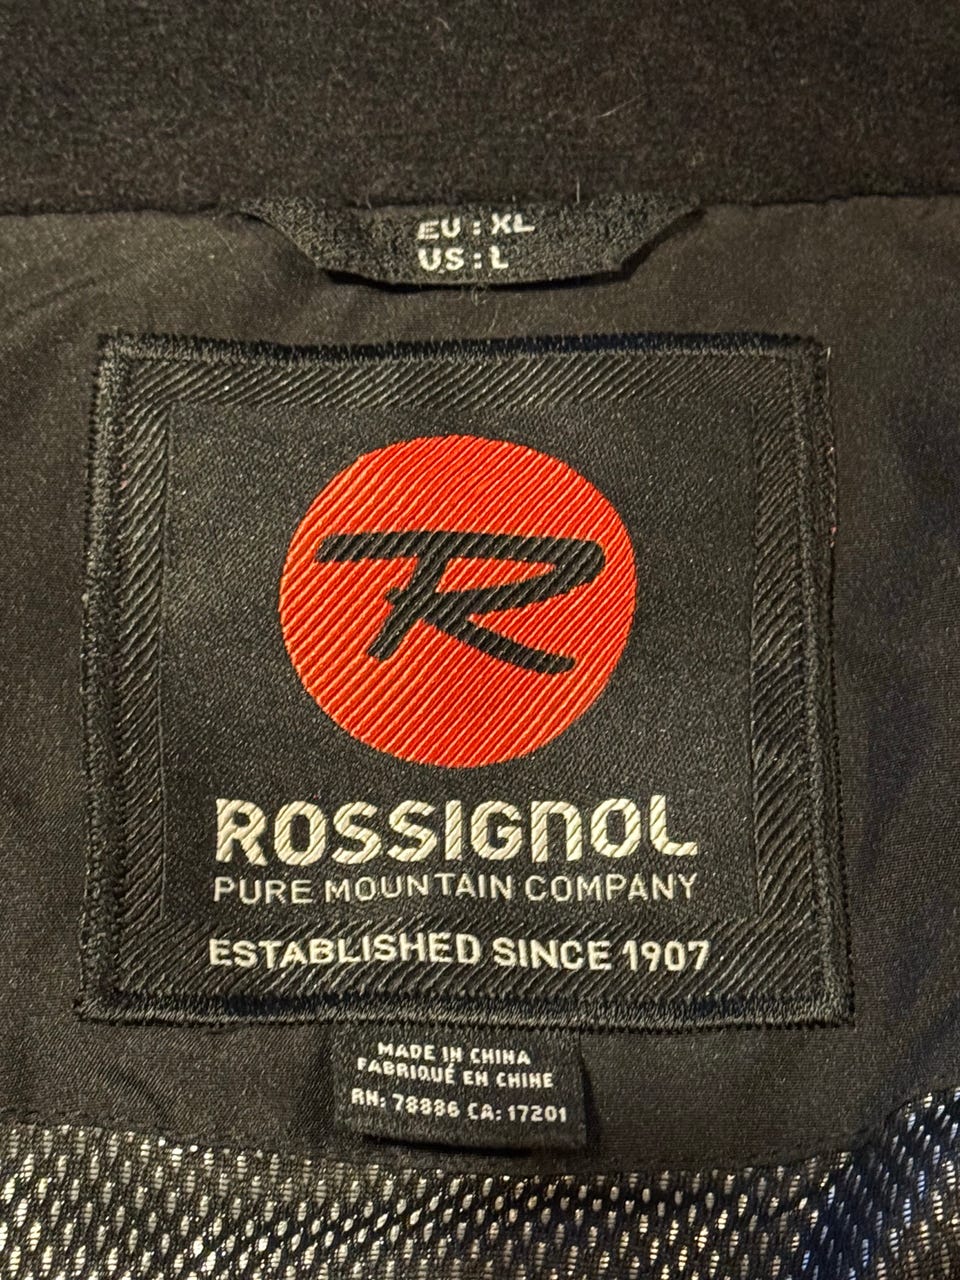 EU : XL
US : L
R
ROSSIGNOL
PURE MOUNTAIN COMPANY
ESTABLISHED SINCE 1907
MADE IN CHINA
FABRIQUÉ EN CHINE
RN: 78886 CA: 17201